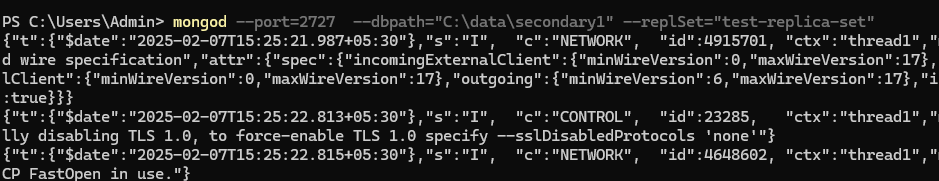 PS C:\Users\Admin> mongod --port=2727  --dbpath="C:\data\secondary1" --replSet="test-replica-set"
{"t":{"$date":"2025-02-07T15:25:21.987+05:30"},"s":"I",  "c":"NETWORK",  "id":4915701, "ctx":"thread1","
d wire specification","attr":{"spec":{"incomingExternalClient":{"minWireVersion":0,"maxWireVersion":17},
lClient":{"minWireVersion":0,"maxWireVersion":17},"outgoing":{"minWireVersion":6,"maxWireVersion":17},"i
:true}}}
{"t":{"$date":"2025-02-07T15:25:22.813+05:30"},"s":"I",  "c":"CONTROL",  "id":23285,   "ctx":"thread1","
lly disabling TLS 1.0, to force-enable TLS 1.0 specify --sslDisabledProtocols 'none'"}
{"t":{"$date":"2025-02-07T15:25:22.815+05:30"},"s":"I",  "c":"NETWORK",  "id":4648602, "ctx":"thread1","
CP FastOpen in use."}